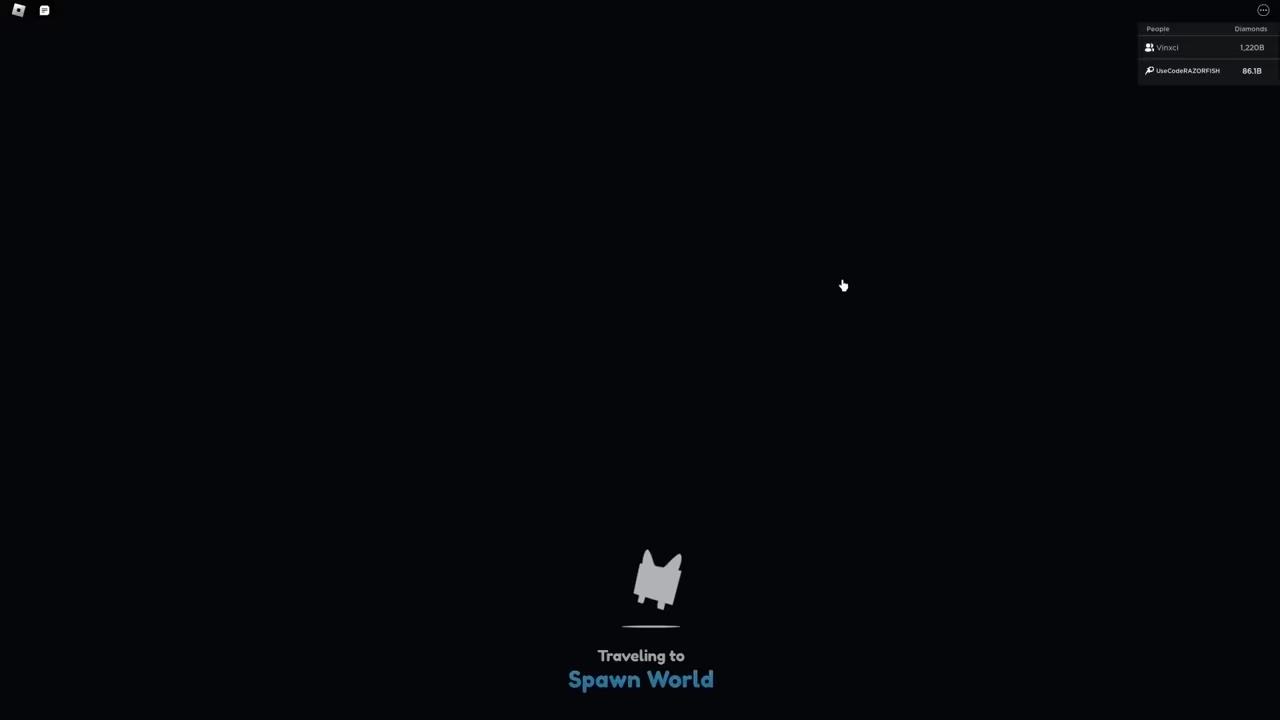 People Diamonds
Vinxci 1,220B
UseCodeRAZORFISH 86.1B
Traveling to
Spawn World